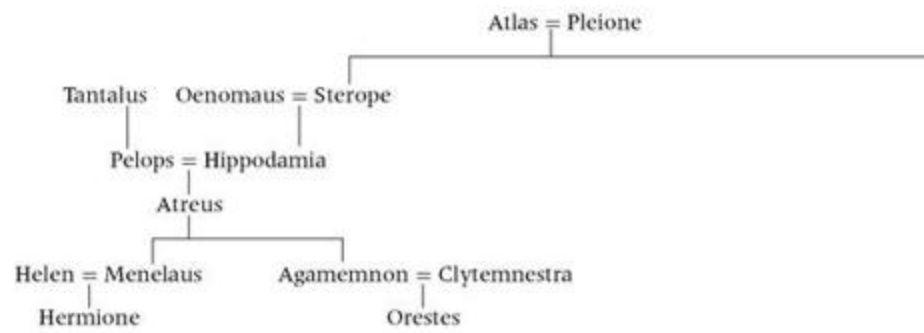 Atlas = Pleione
Tantalus Oenomaus = Sterope
Pelops = Hippodamia
Atreus
Helen = Menelaus Agamemnon = Clytemnestra
Hermione Orestes